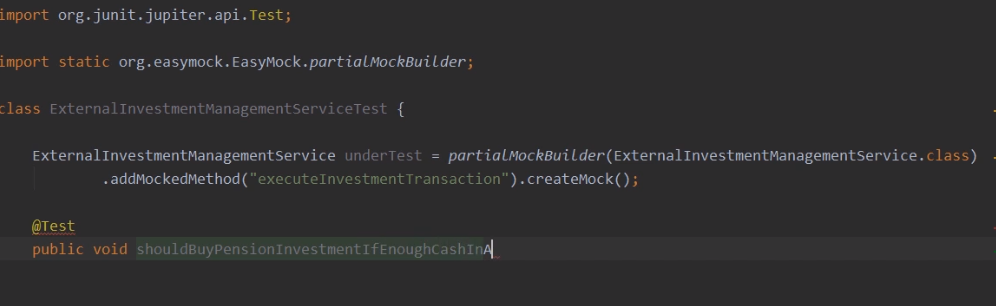 import org.junit.jupiter.api.Test;
import static org.easymock.EasyMock.partialMockBuilder;
class ExternalInvestmentManagementServiceTest {
ExternalInvestmentManagementService underTest = partialMockBuilder(ExternalInvestmentManagementService.class)
.addMockedMethod("executeInvestmentTransaction").createMock();
@Test
public void shouldBuyPensionInvestmentIfEnoughCashInA